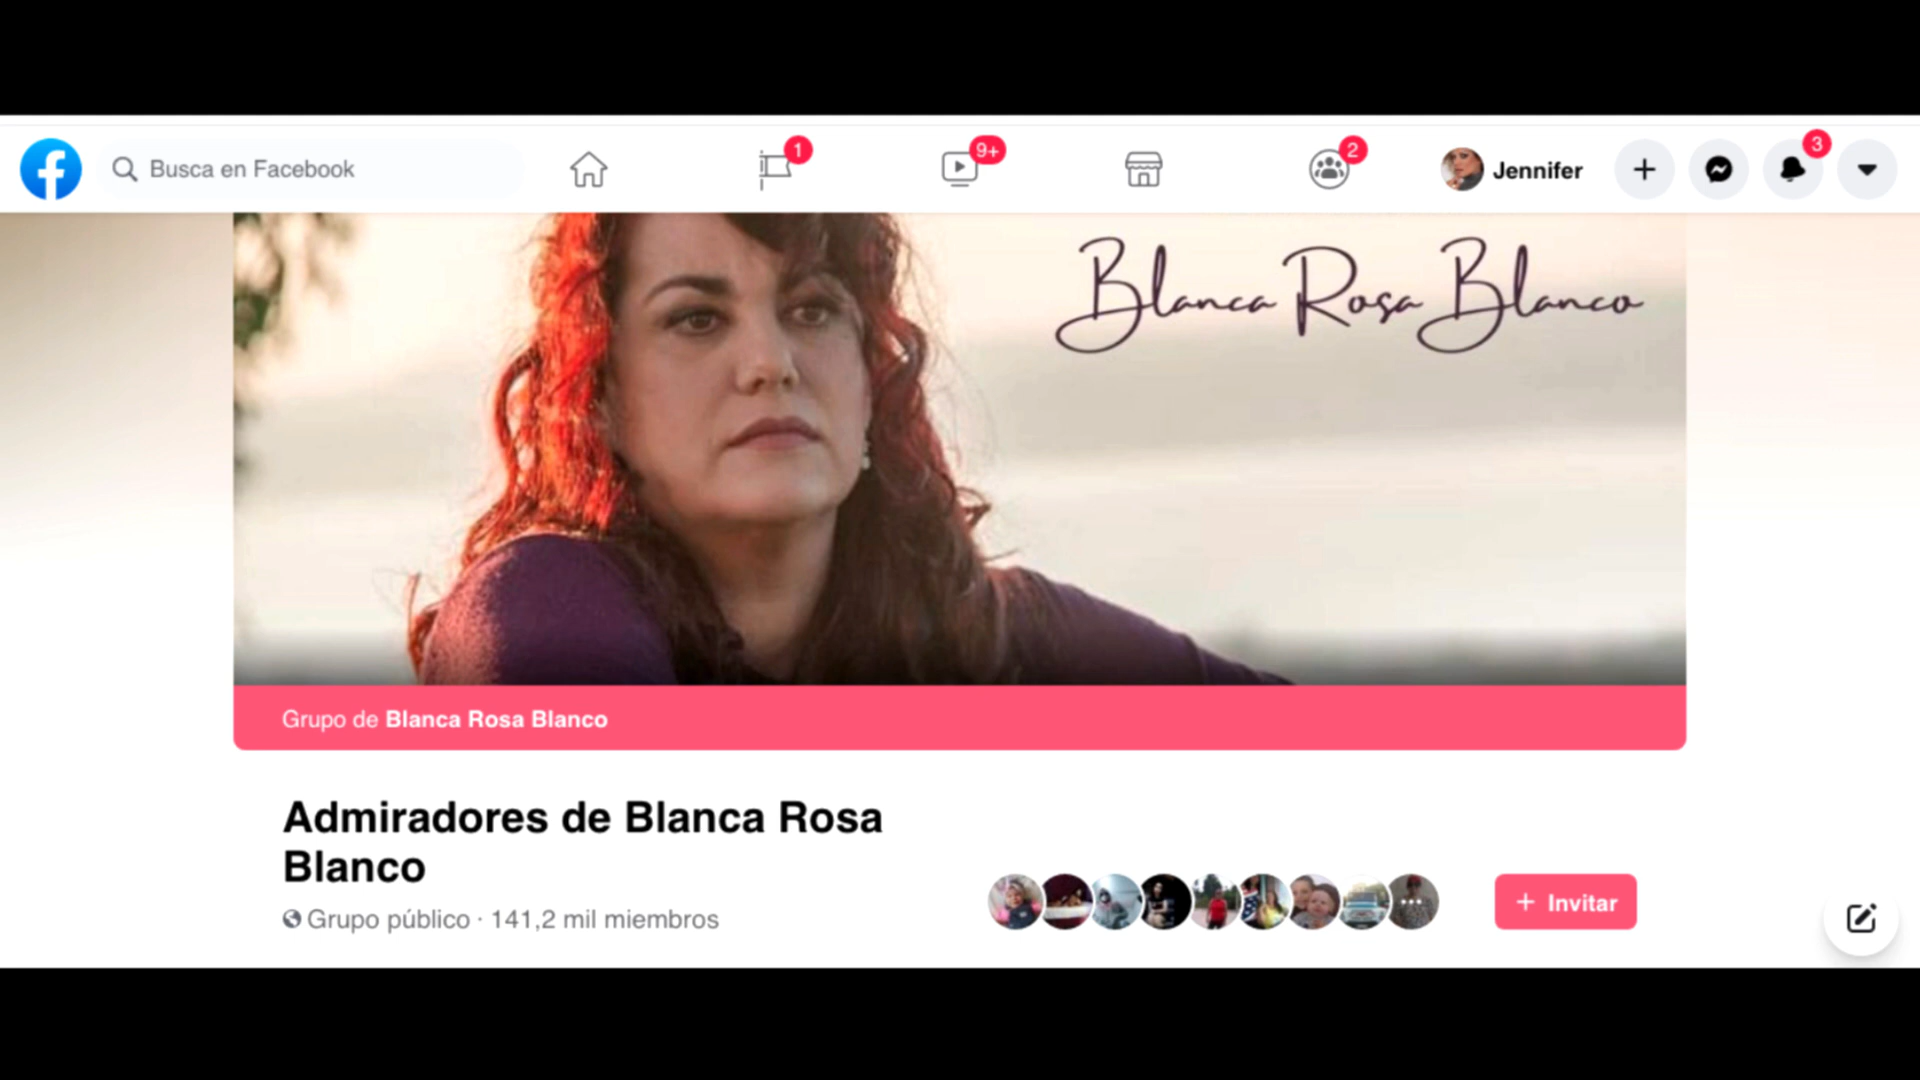 Busca en Facebook
1
9+
2
Jennifer
3
Blanca Rosa Blanco
Grupo de Blanca Rosa Blanco
Admiradores de Blanca Rosa
Blanco
Grupo público · 141,2 mil miembros
+ Invitar